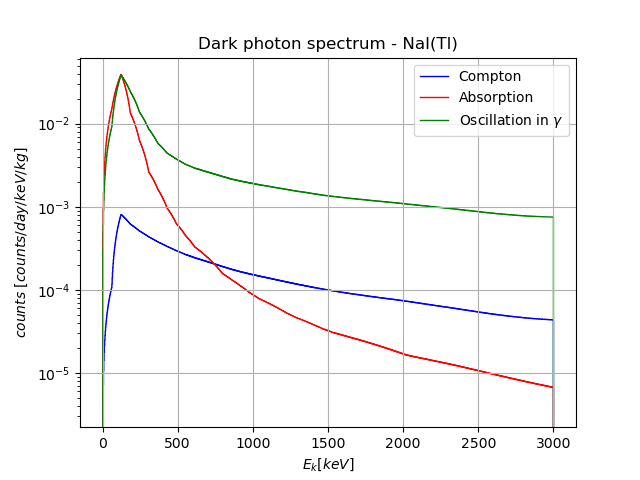 Dark photon spectrum - NaI(Tl)
Compton
Absorption
Oscillation in γ
10⁻²
10⁻³
10⁻⁴
10⁻⁵
counts [counts/day/keV/kg]
0 500 1000 1500 2000 2500 3000
E_k[keV]